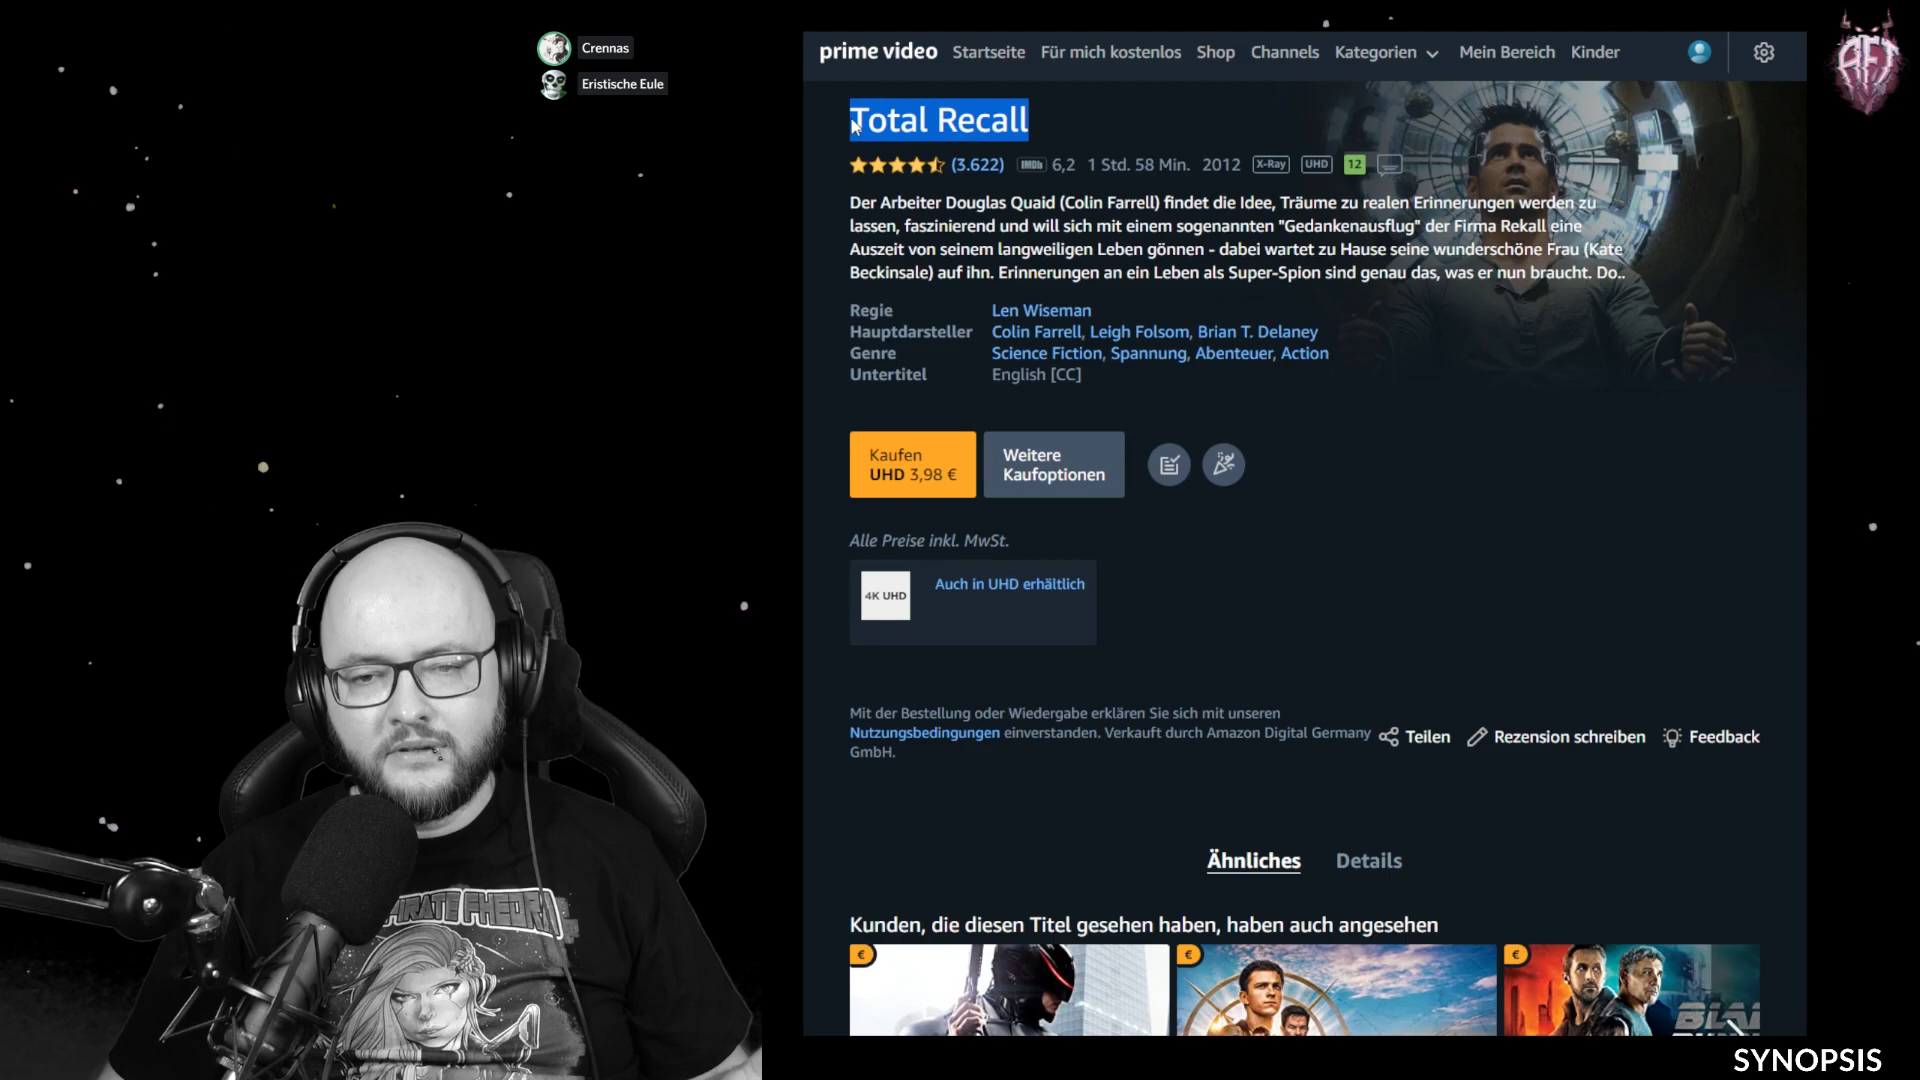 Crennas
Eristische Eule
prime video Startseite Für mich kostenlos Shop Channels Kategorien Mein Bereich Kinder
AFT
Total Recall
(3.622) IMDb 6,2 1 Std. 58 Min. 2012 X-Ray UHD 12
Der Arbeiter Douglas Quaid (Colin Farrell) findet die Idee, Träume zu realen Erinnerungen werden zu
lassen, faszinierend und will sich mit einem sogenannten "Gedankenausflug" der Firma Rekall eine
Auszeit von seinem langweiligen Leben gönnen - dabei wartet zu Hause seine wunderschöne Frau (Kate
Beckinsale) auf ihn. Erinnerungen an ein Leben als Super-Spion sind genau das, was er nun braucht. Do..
Regie Len Wiseman
Hauptdarsteller Colin Farrell, Leigh Folsom, Brian T. Delaney
Genre Science Fiction, Spannung, Abenteuer, Action
Untertitel English [CC]
Kaufen
UHD 3,98 €
Weitere
Kaufoptionen
Alle Preise inkl. MwSt.
4K UHD
Auch in UHD erhältlich
Mit der Bestellung oder Wiedergabe erklären Sie sich mit unseren
Nutzungsbedingungen einverstanden. Verkauft durch Amazon Digital Germany
GmbH.
Teilen Rezension schreiben Feedback
Ähnliches Details
Kunden, die diesen Titel gesehen haben, haben auch angesehen
€
€
€
SYNOPSIS